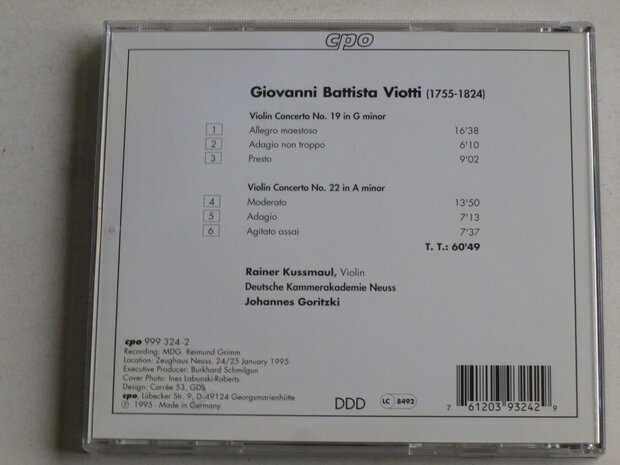 cpo
Giovanni Battista Viotti (1755-1824)
Violin Concerto No. 19 in G minor
1 Allegro maestoso 16'38
2 Adagio non troppo 6'10
3 Presto 9'02
Violin Concerto No. 22 in A minor
4 Moderato 13'50
5 Adagio 7'13
6 Agitato assai 7'37
T. T.: 60'49
Rainer Kussmaul, Violin
Deutsche Kammerakademie Neuss
Johannes Goritzki
cpo 999 324-2
Recording: MDG. Reimund Grimm
Location: Zeughaus Neuss, 24/25 January 1995
Executive Producer: Burkhard Schmilgun
Cover Photo: Ines Labunski-Roberts
Design: Carrée 53, GDß
cpo, Lübecker Str. 9, D-49124 Georgsmarienhütte
℗ 1995 - Made in Germany
DDD
LC 8492
7 61203 93242 9